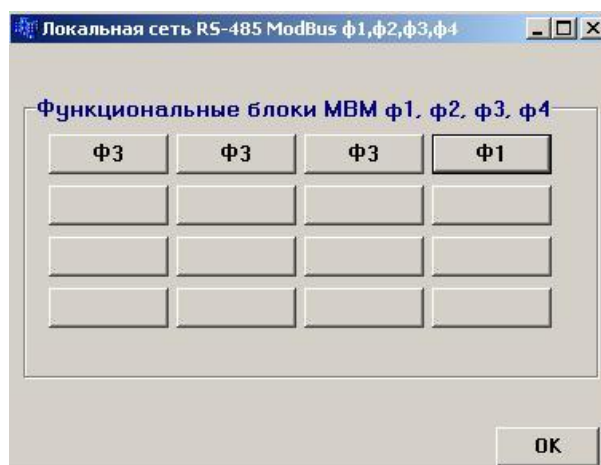 Локальная сеть RS-485 ModBus ф1,ф2,ф3,ф4
Функциональные блоки МВМ ф1, ф2, ф3, ф4
Ф3 Ф3 Ф3 Ф1
OK